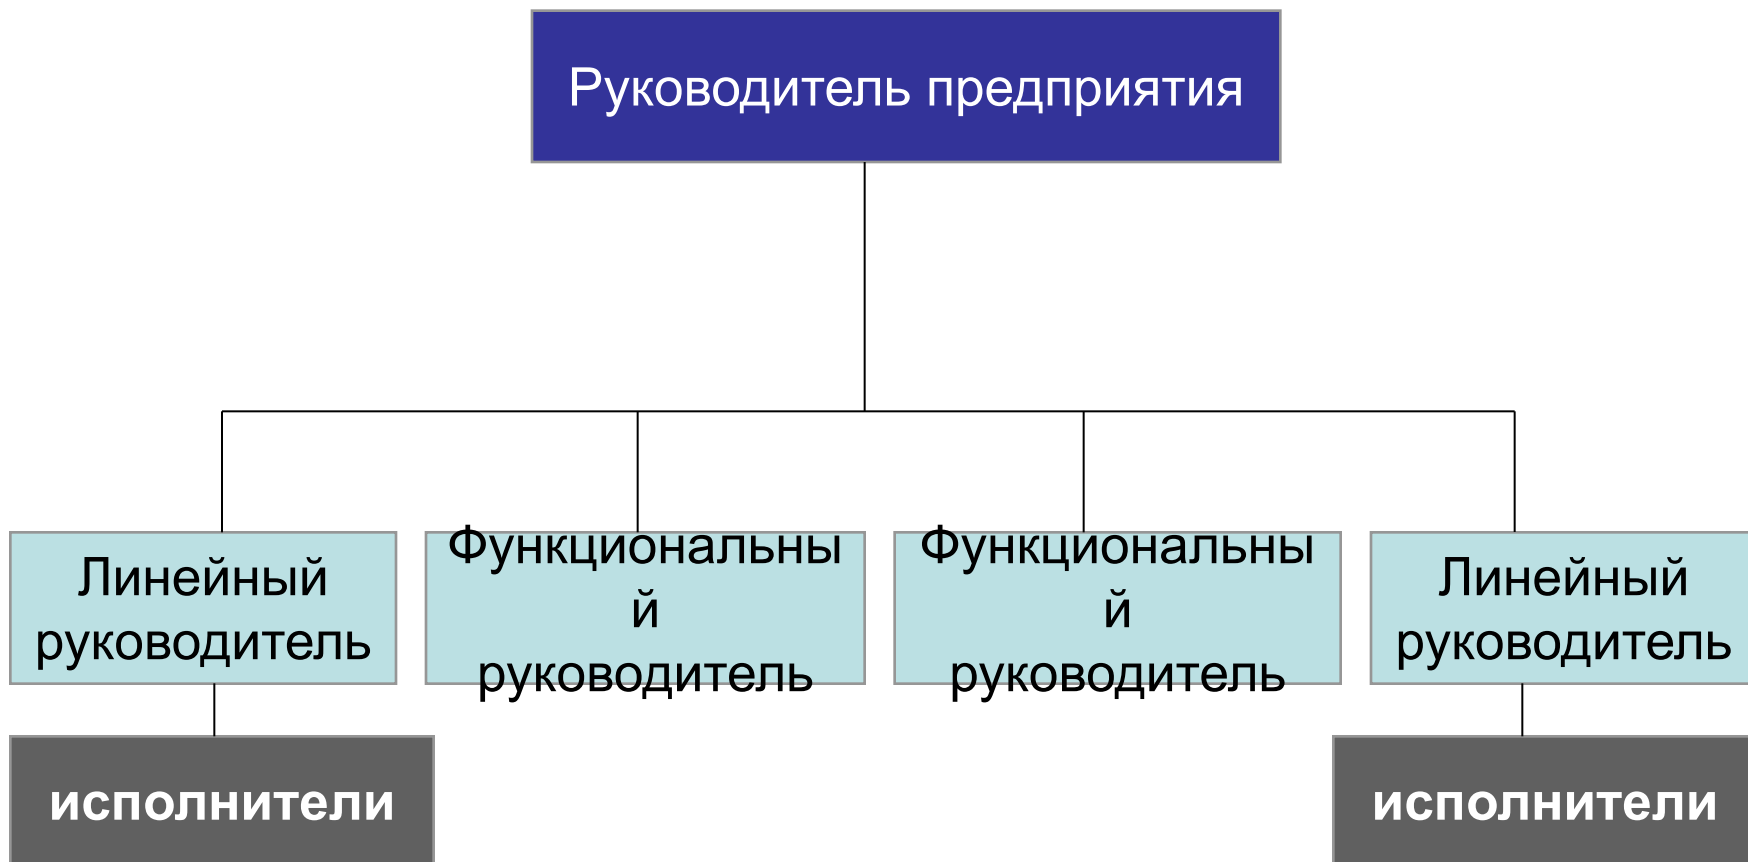 Руководитель предприятия
Линейный
руководитель
Функциональны
й
руководитель
Функциональны
й
руководитель
Линейный
руководитель
исполнители
исполнители